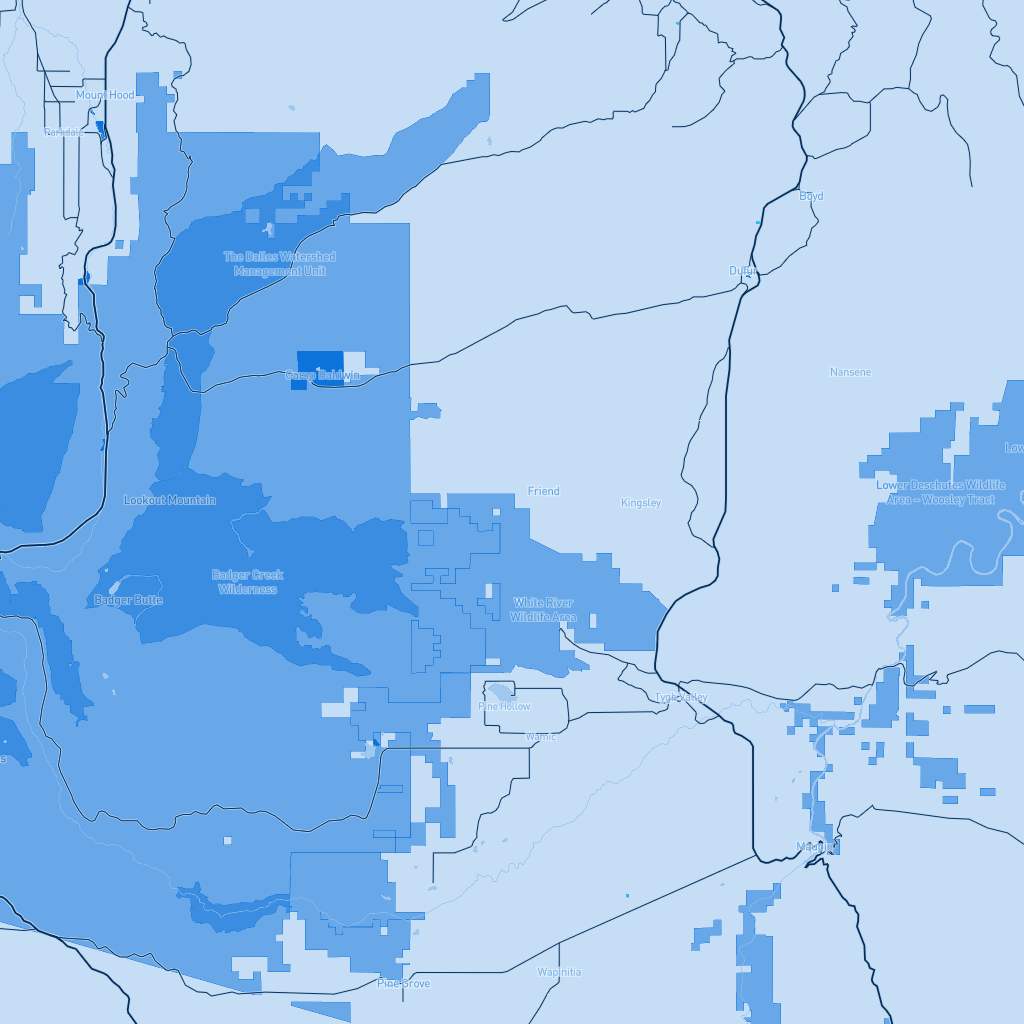 Mount Hood
Parkdale
Boyd
The Dalles Watershed
Management Unit
Dufur
Camp Baldwin
Nansene
Lookout Mountain
Friend
Kingsley
Lower Deschutes Wildlife
Area - Woosley Tract
Badger Creek
Wilderness
Badger Butte
White River
Wildlife Area
Tygh Valley
Pine Hollow
Wamic
Maupin
Wapinitia
Pine Grove